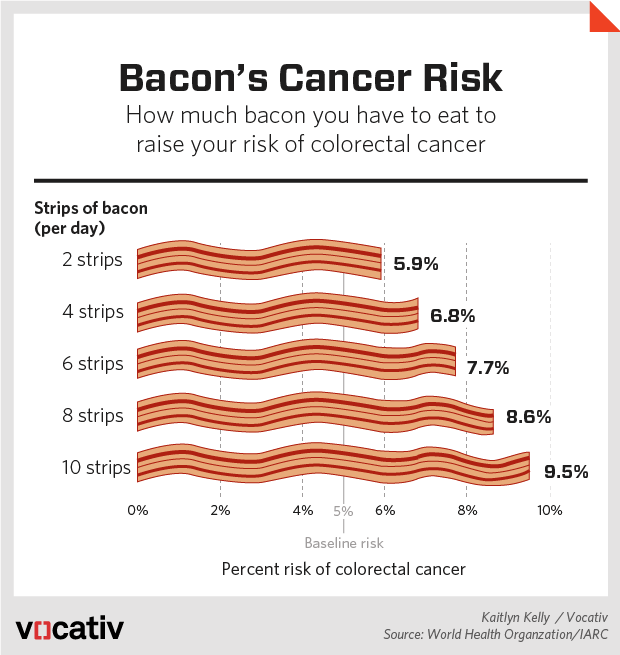 Bacon's Cancer Risk
How much bacon you have to eat to
raise your risk of colorectal cancer
Strips of bacon
(per day)
2 strips 5.9%
4 strips 6.8%
6 strips 7.7%
8 strips 8.6%
10 strips 9.5%
0% 2% 4% 5% 6% 8% 10%
Baseline risk
Percent risk of colorectal cancer
vocativ
Kaitlyn Kelly / Vocativ
Source: World Health Organzation/IARC